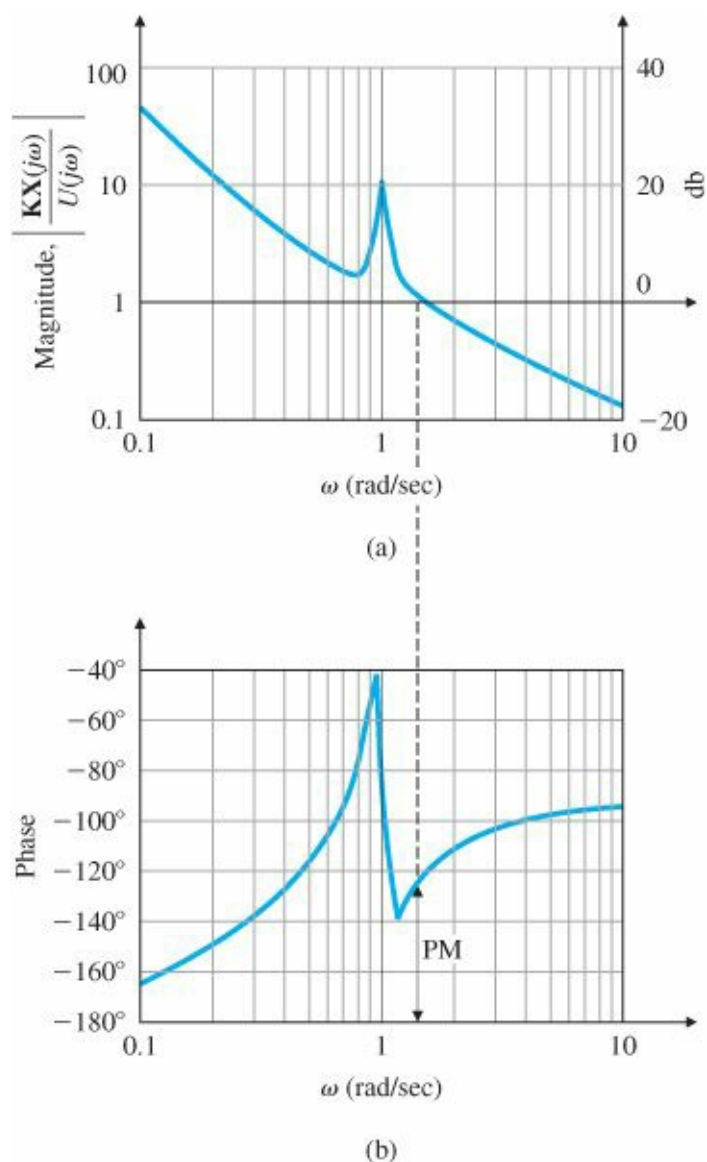 100
10
1
0.1
Magnitude, | KX(jω) / U(jω) |
40
20
0
−20
db
0.1
1
10
ω (rad/sec)
(a)
−40°
−60°
−80°
−100°
−120°
−140°
−160°
−180°
Phase
PM
0.1
1
10
ω (rad/sec)
(b)